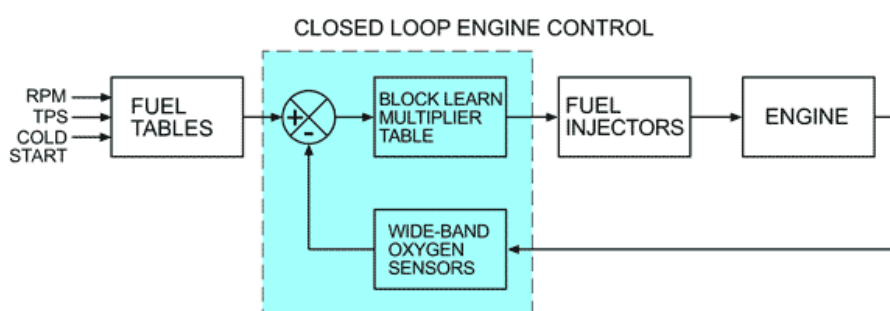 CLOSED LOOP ENGINE CONTROL
RPM
TPS
COLD
START
FUEL
TABLES
+
-
BLOCK LEARN
MULTIPLIER
TABLE
FUEL
INJECTORS
ENGINE
WIDE-BAND
OXYGEN
SENSORS